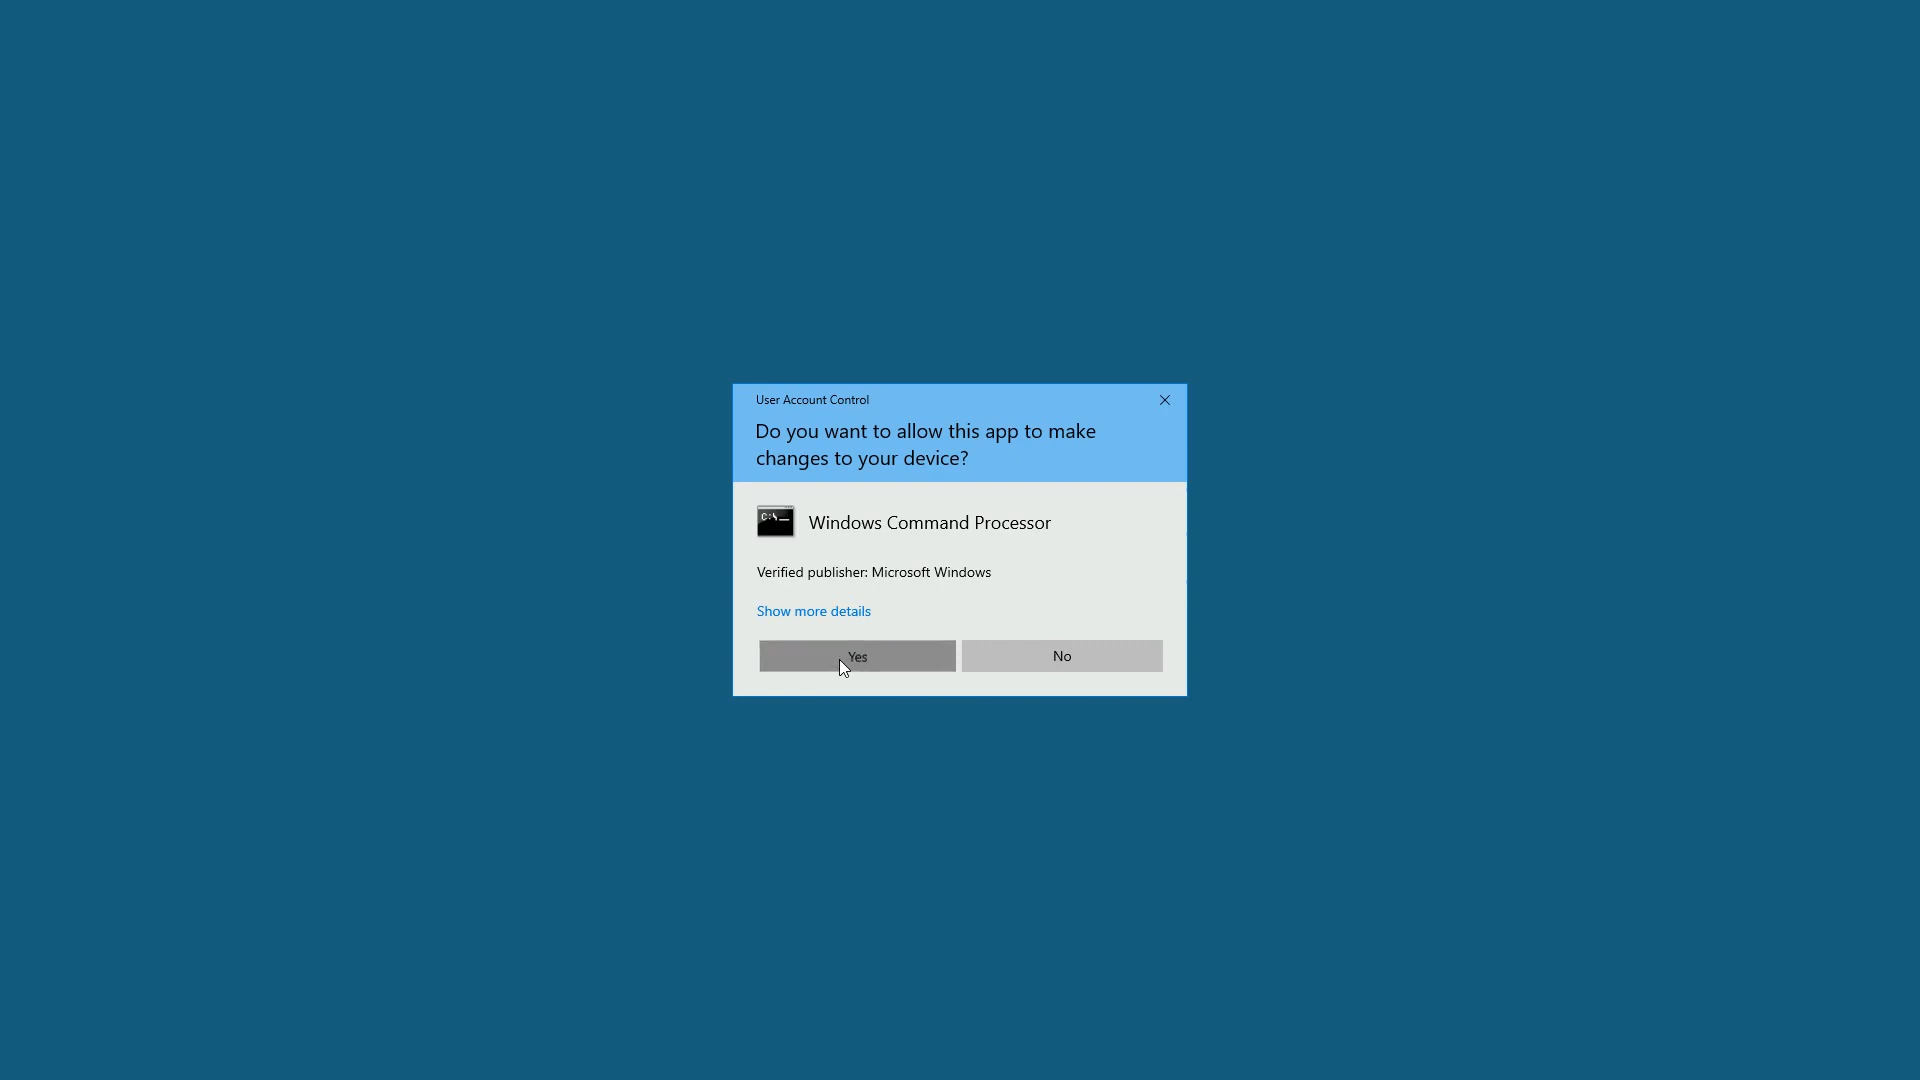 User Account Control
Do you want to allow this app to make
changes to your device?
C:\_
Windows Command Processor
Verified publisher: Microsoft Windows
Show more details
Yes
No